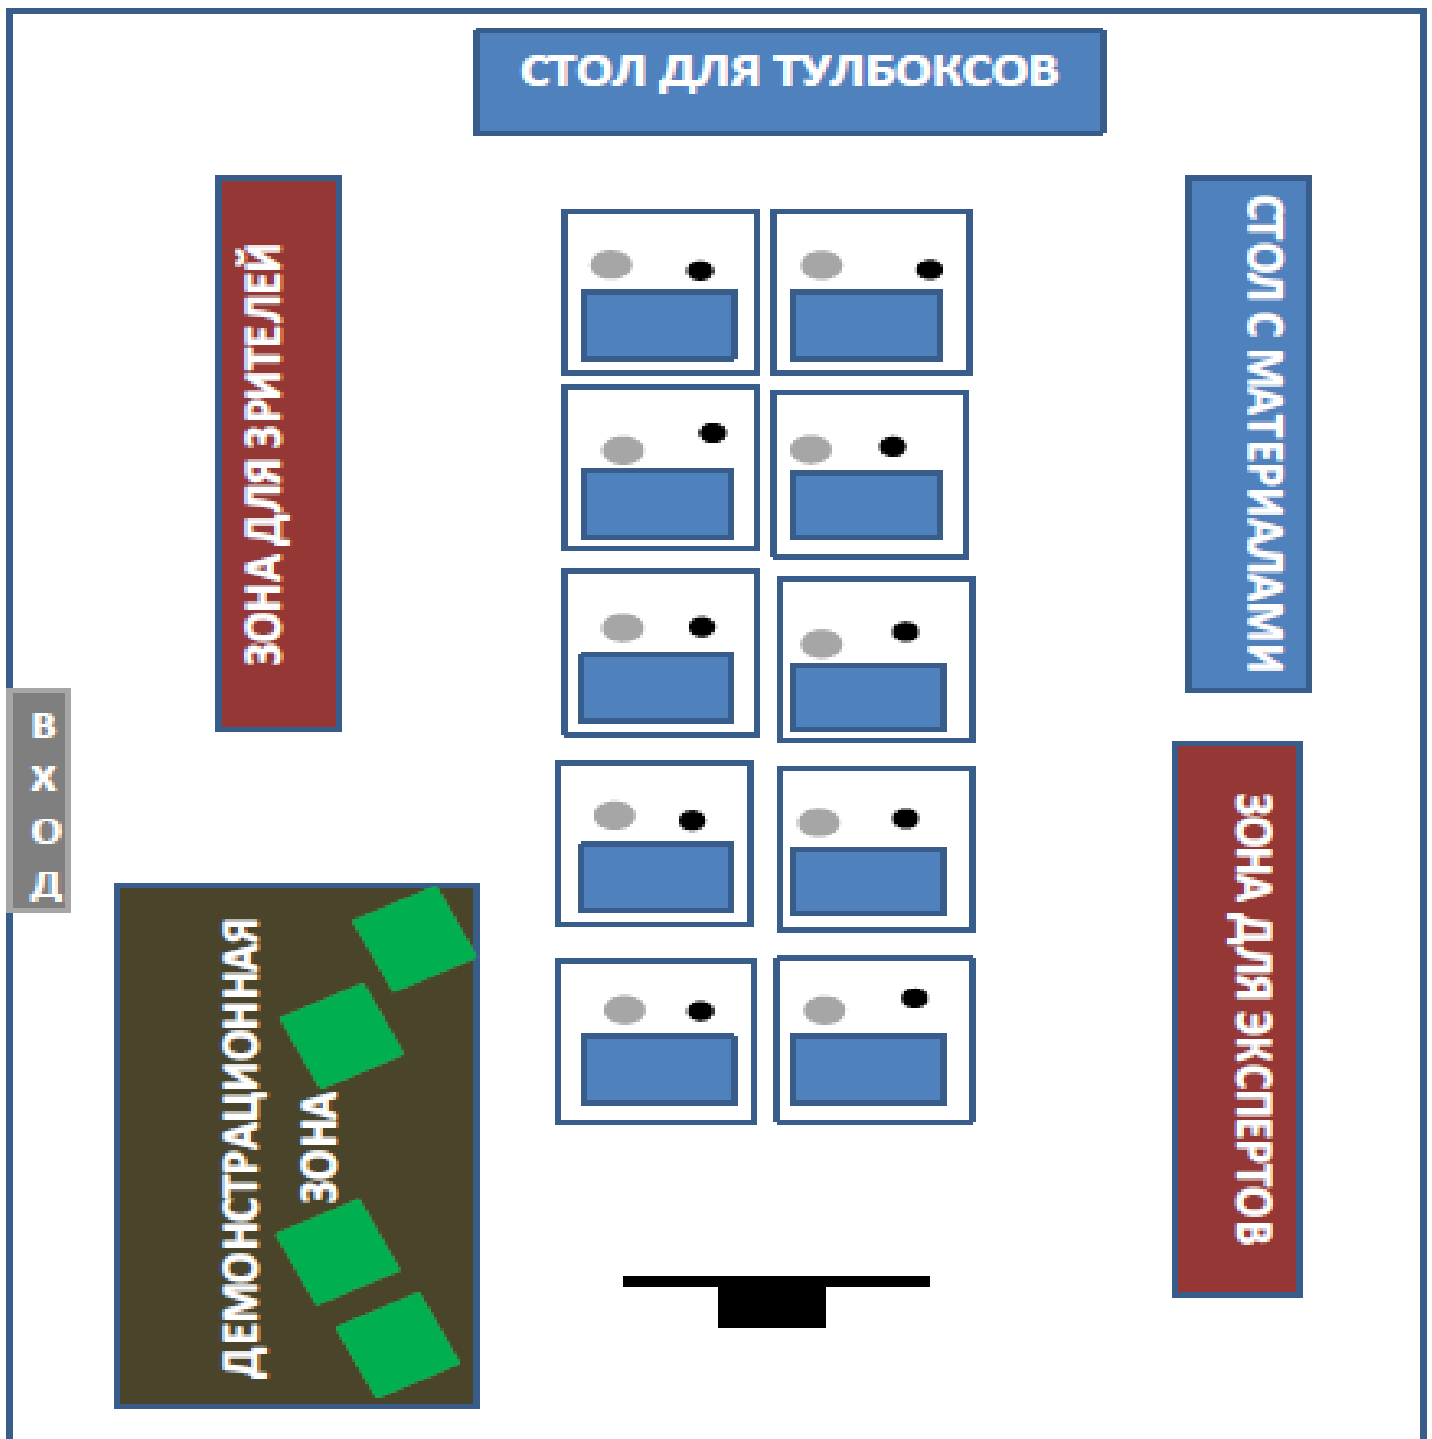 СТОЛ ДЛЯ ТУЛБОКСОВ
ЗОНА ДЛЯ ЗРИТЕЛЕЙ
СТОЛ С МАТЕРИАЛАМИ
ВХОД
ЗОНА ДЛЯ ЭКСПЕРТОВ
ДЕМОНСТРАЦИОННАЯ
ЗОНА